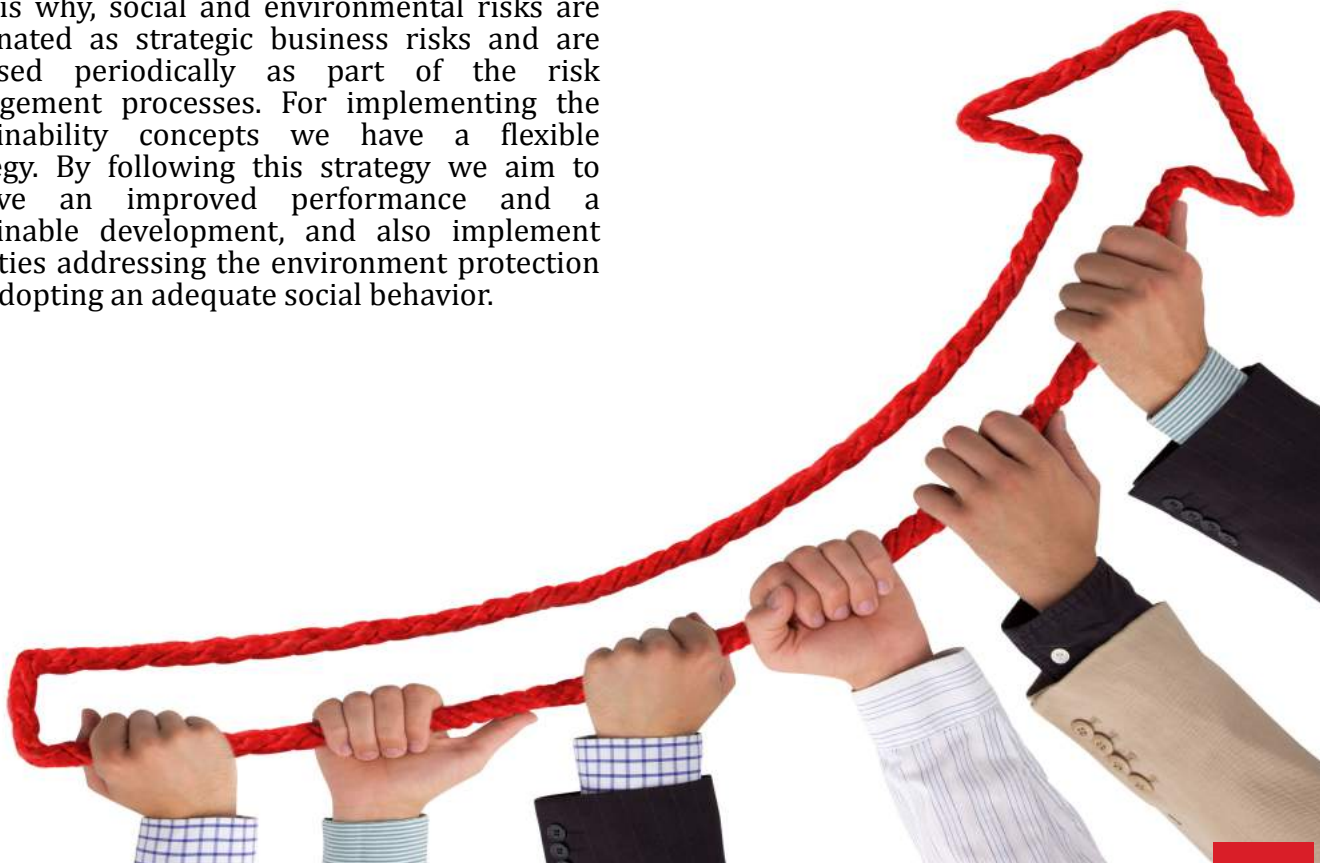 is why, social and environmental risks are
nated as strategic business risks and are
sed periodically as part of the risk
gement processes. For implementing the
inability concepts we have a flexible
egy. By following this strategy we aim to
ve an improved performance and a
inable development, and also implement
ties addressing the environment protection
dopting an adequate social behavior.